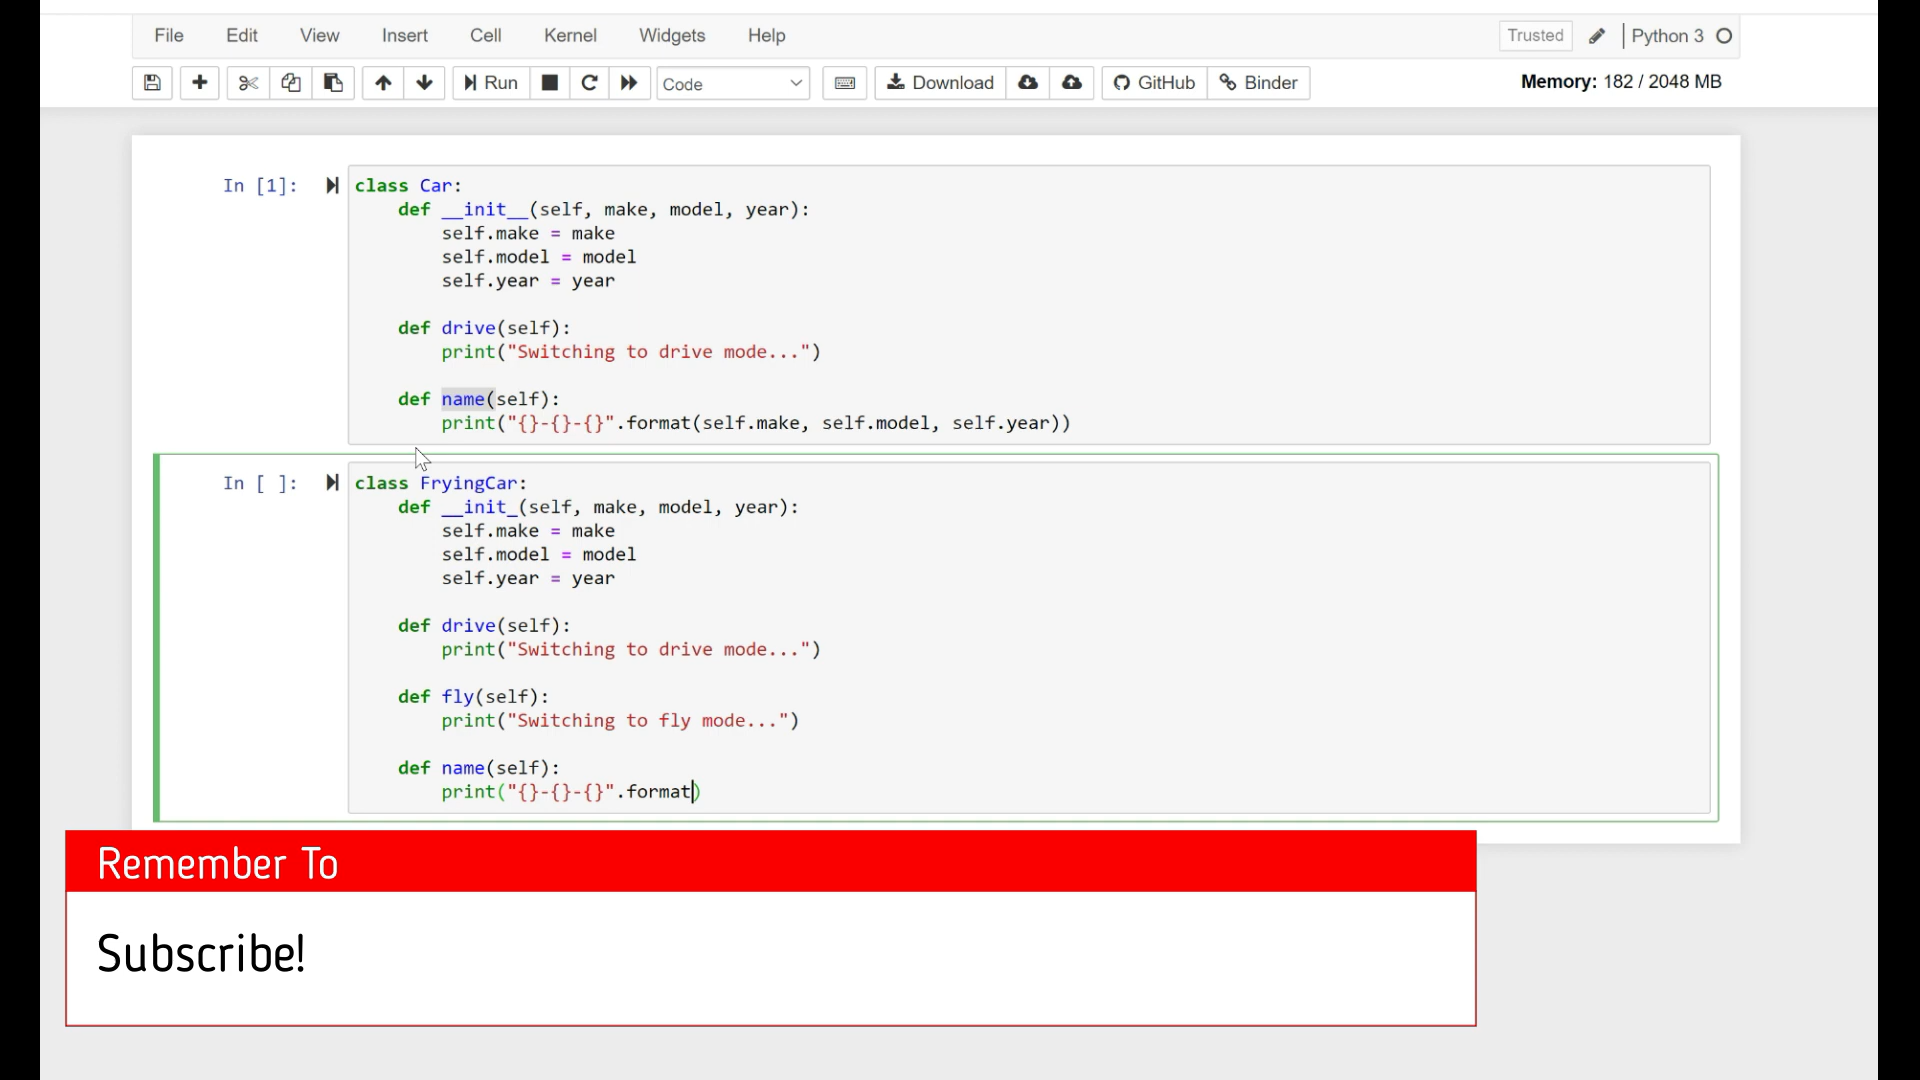 File Edit View Insert Cell Kernel Widgets Help Trusted Python 3
Run Code Download GitHub Binder Memory: 182 / 2048 MB
In [1]: class Car:
def __init__(self, make, model, year):
self.make = make
self.model = model
self.year = year
def drive(self):
print("Switching to drive mode...")
def name(self):
print("{}-{}-{}".format(self.make, self.model, self.year))
In [ ]: class FryingCar:
def __init_(self, make, model, year):
self.make = make
self.model = model
self.year = year
def drive(self):
print("Switching to drive mode...")
def fly(self):
print("Switching to fly mode...")
def name(self):
print("{}-{}-{}".format)
Remember To
Subscribe!